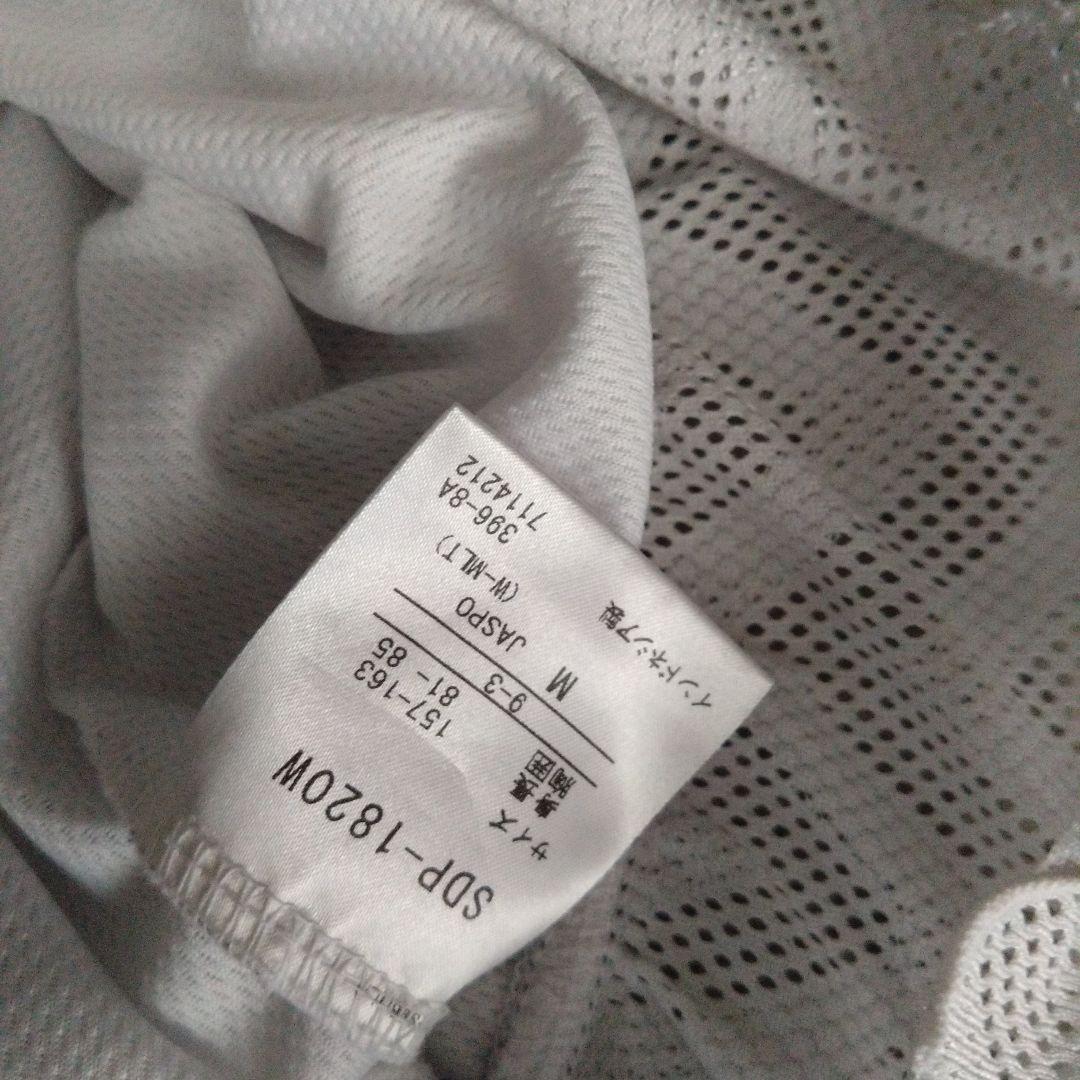 SDP-1820W
サイズ
身長 157-163
胸囲 81- 85
M 9-3
JASPO (W-MLT) 396-8A
7114212
インドネシア製